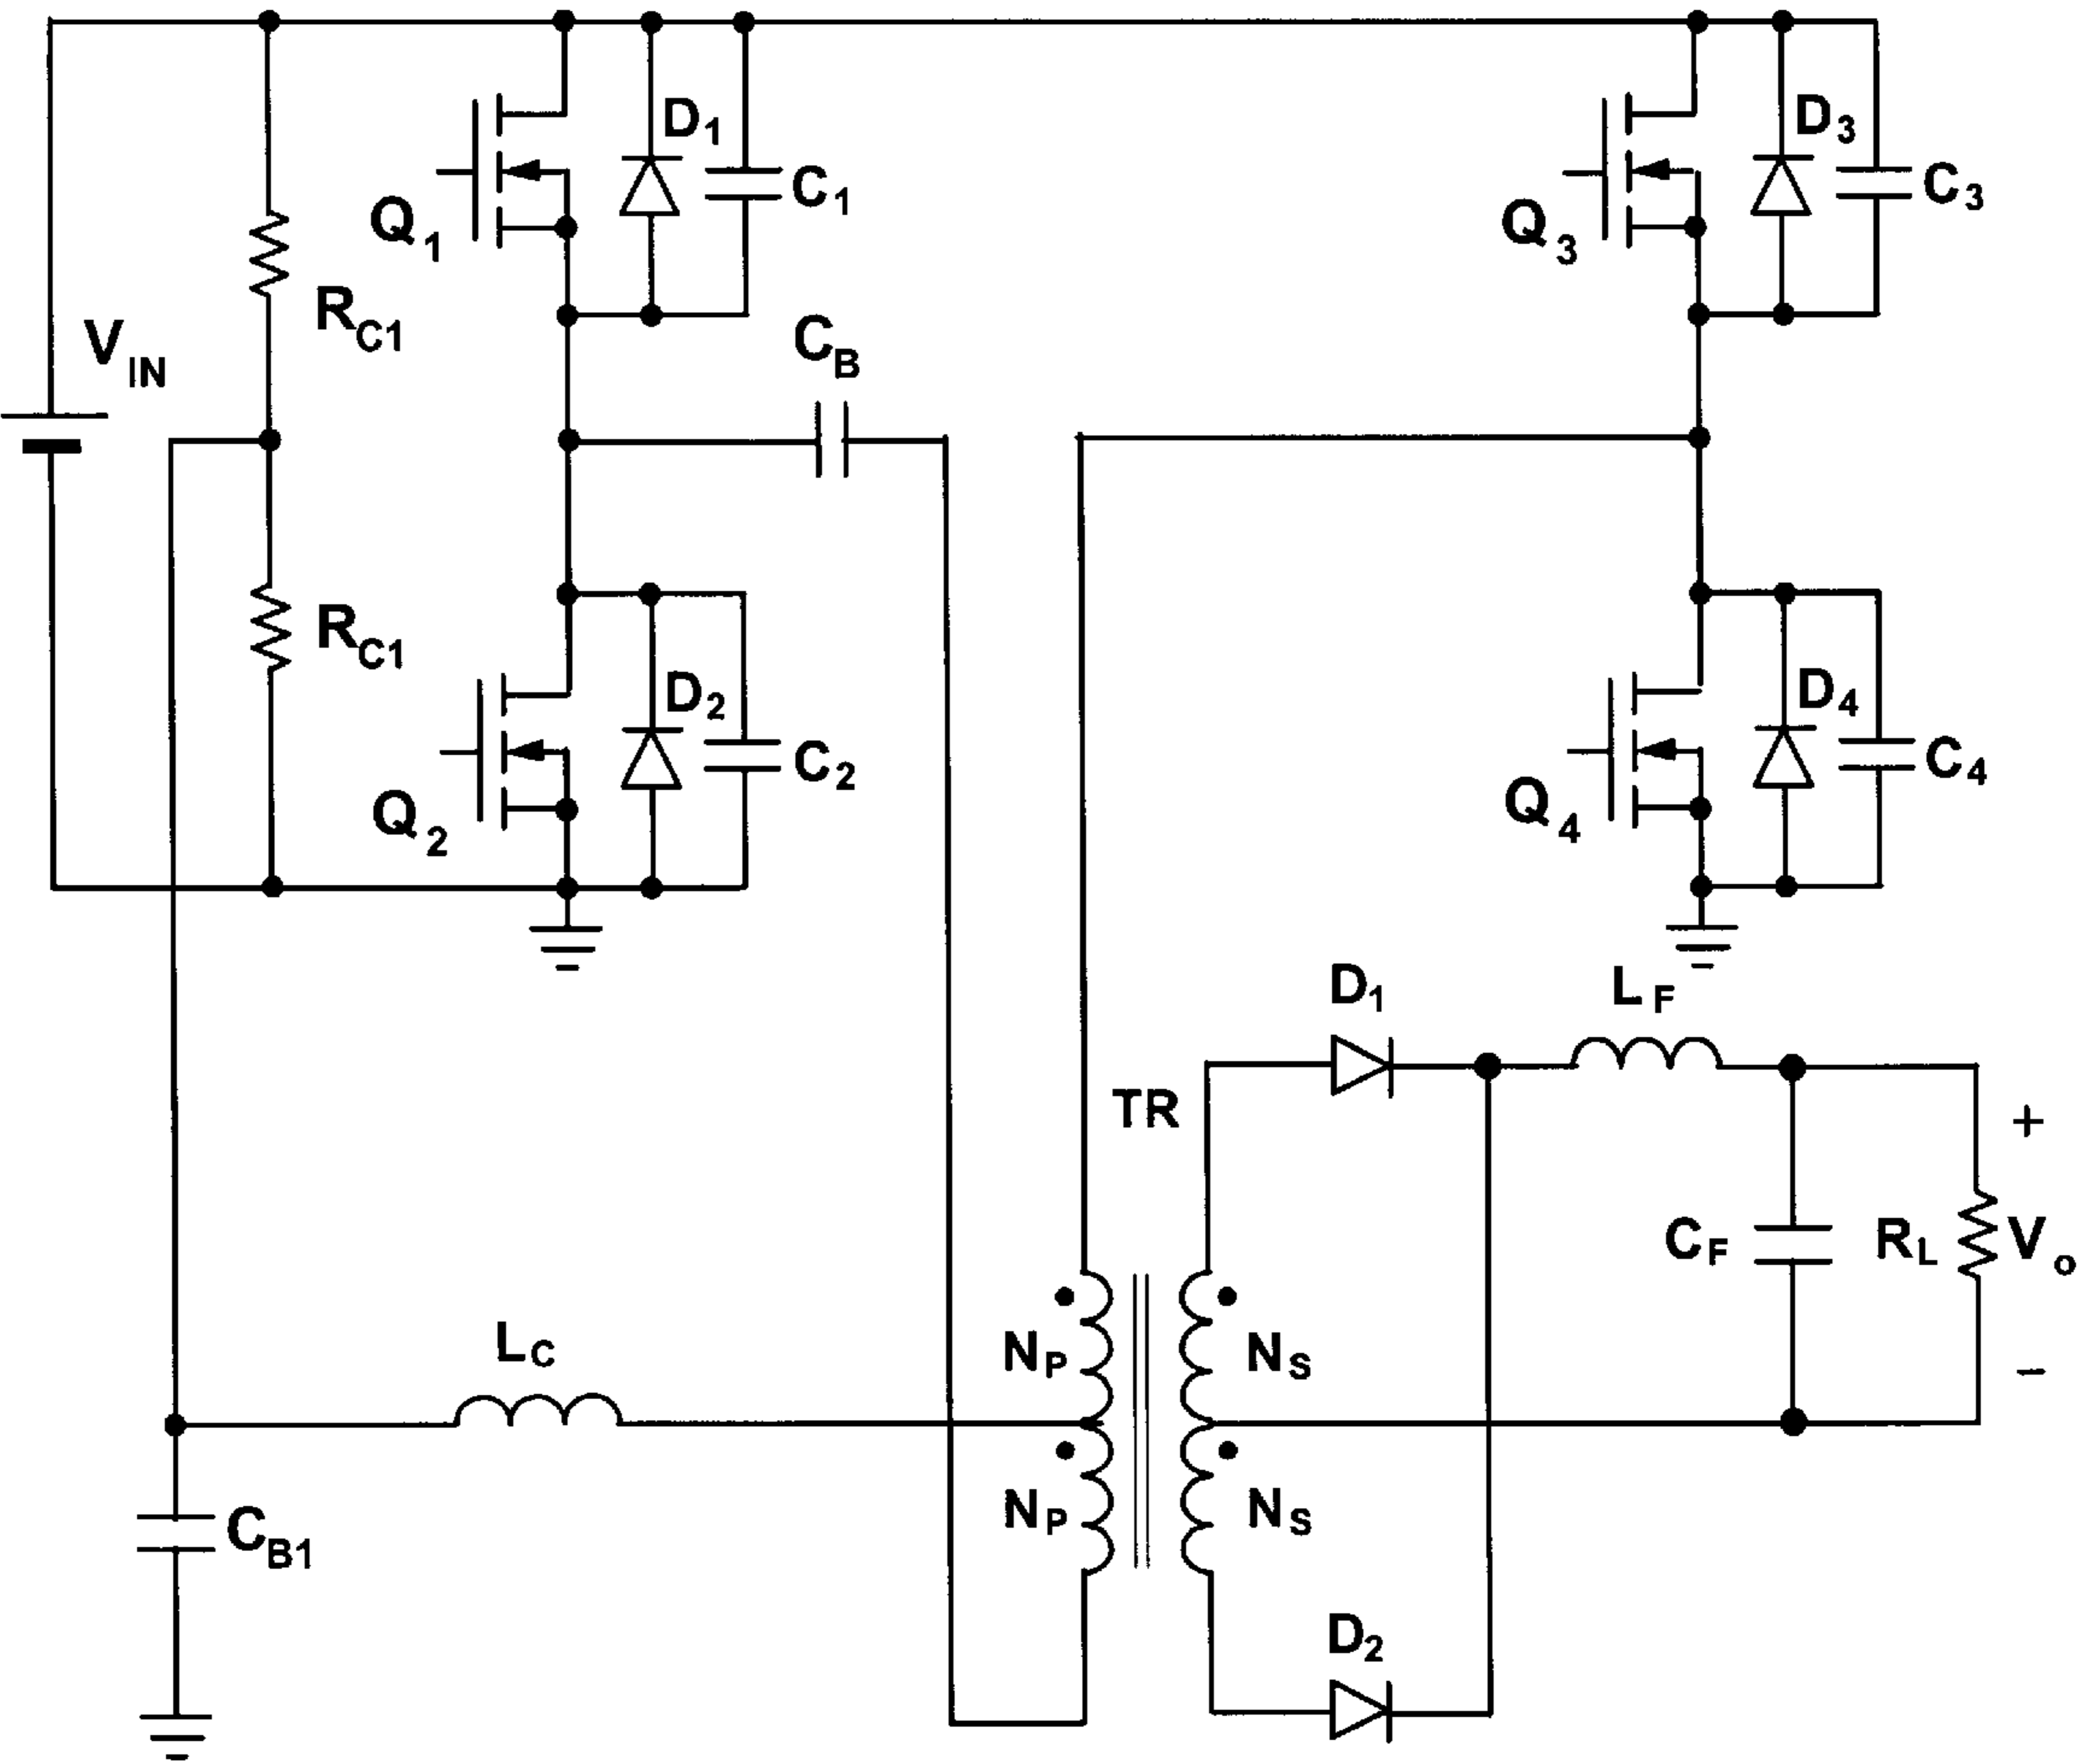 D1
D3
C1
C3
Q1
Q3
RC1
VIN
CB
RC1
D2
D4
C2
C4
Q2
Q4
D1
LF
TR
+
CF
RL
Vo
LC
NP
NS
−
NP
NS
CB1
D2